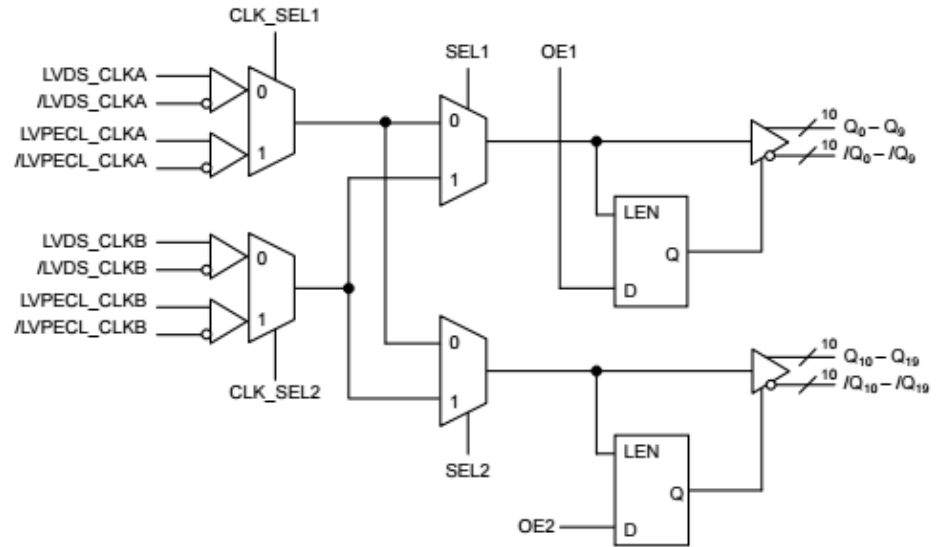 CLK_SEL1
SEL1
OE1
LVDS_CLKA
/LVDS_CLKA
LVPECL_CLKA
/LVPECL_CLKA
0
1
0
1
10
Q0 – Q9
10
/Q0 – /Q9
LEN
Q
D
LVDS_CLKB
/LVDS_CLKB
LVPECL_CLKB
/LVPECL_CLKB
0
1
CLK_SEL2
0
1
SEL2
10
Q10 – Q19
10
/Q10 – /Q19
LEN
Q
D
OE2